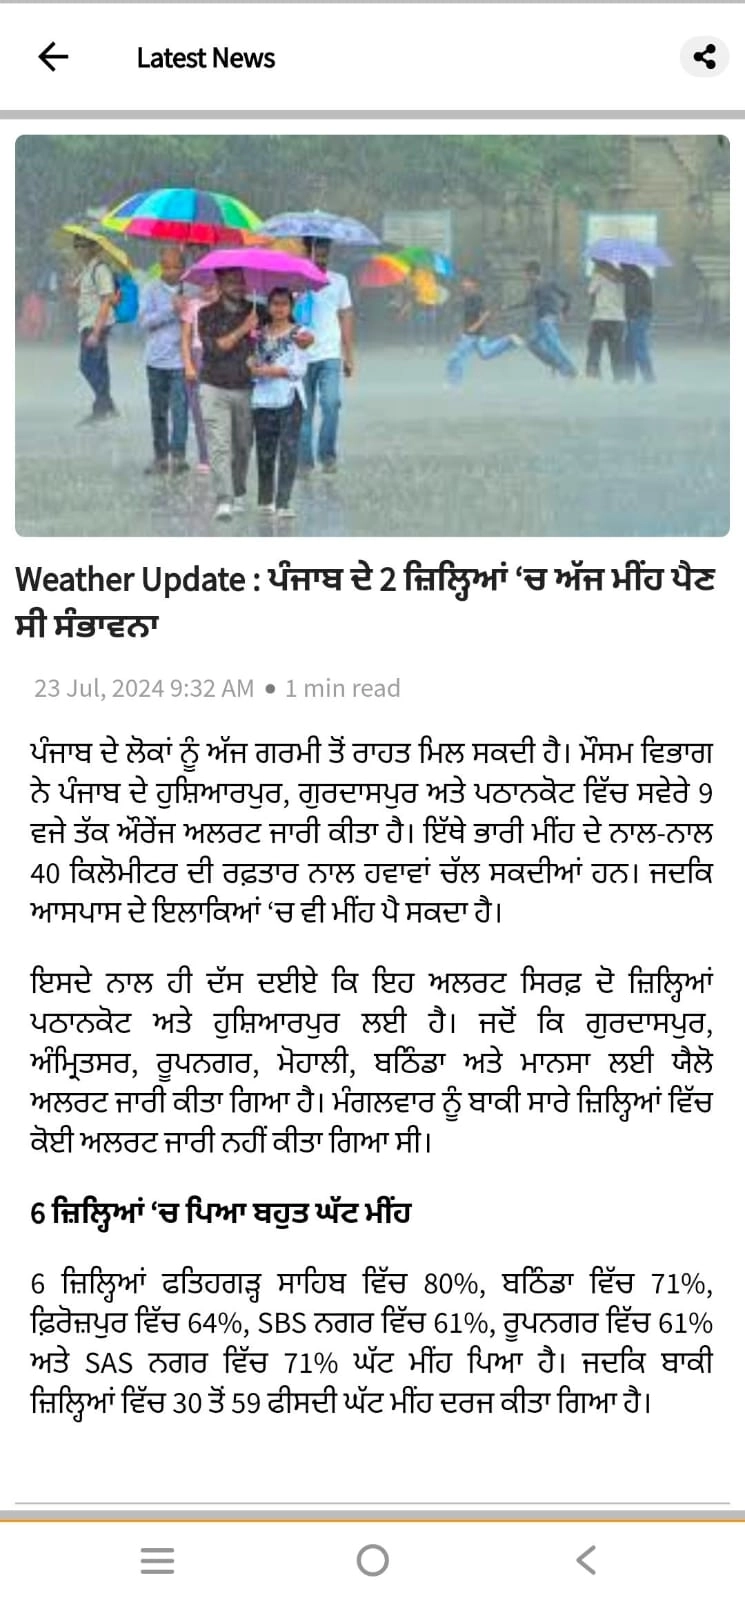 Latest News
Weather Update : ਪੰਜਾਬ ਦੇ 2 ਜ਼ਿਲ੍ਹਿਆਂ ‘ਚ ਅੱਜ ਮੀਂਹ ਪੈਣ
ਸੀ ਸੰਭਾਵਨਾ
23 Jul, 2024 9:32 AM • 1 min read
ਪੰਜਾਬ ਦੇ ਲੋਕਾਂ ਨੂੰ ਅੱਜ ਗਰਮੀ ਤੋਂ ਰਾਹਤ ਮਿਲ ਸਕਦੀ ਹੈ। ਮੌਸਮ ਵਿਭਾਗ
ਨੇ ਪੰਜਾਬ ਦੇ ਹੁਸ਼ਿਆਰਪੁਰ, ਗੁਰਦਾਸਪੁਰ ਅਤੇ ਪਠਾਨਕੋਟ ਵਿੱਚ ਸਵੇਰੇ 9
ਵਜੇ ਤੱਕ ਔਰੇਂਜ ਅਲਰਟ ਜਾਰੀ ਕੀਤਾ ਹੈ। ਇੱਥੇ ਭਾਰੀ ਮੀਂਹ ਦੇ ਨਾਲ-ਨਾਲ
40 ਕਿਲੋਮੀਟਰ ਦੀ ਰਫ਼ਤਾਰ ਨਾਲ ਹਵਾਵਾਂ ਚੱਲ ਸਕਦੀਆਂ ਹਨ। ਜਦਕਿ
ਆਸਪਾਸ ਦੇ ਇਲਾਕਿਆਂ ‘ਚ ਵੀ ਮੀਂਹ ਪੈ ਸਕਦਾ ਹੈ।
ਇਸਦੇ ਨਾਲ ਹੀ ਦੱਸ ਦਈਏ ਕਿ ਇਹ ਅਲਰਟ ਸਿਰਫ਼ ਦੋ ਜ਼ਿਲ੍ਹਿਆਂ
ਪਠਾਨਕੋਟ ਅਤੇ ਹੁਸ਼ਿਆਰਪੁਰ ਲਈ ਹੈ। ਜਦੋਂ ਕਿ ਗੁਰਦਾਸਪੁਰ,
ਅੰਮ੍ਰਿਤਸਰ, ਰੂਪਨਗਰ, ਮੋਹਾਲੀ, ਬਠਿੰਡਾ ਅਤੇ ਮਾਨਸਾ ਲਈ ਯੈਲੋ
ਅਲਰਟ ਜਾਰੀ ਕੀਤਾ ਗਿਆ ਹੈ। ਮੰਗਲਵਾਰ ਨੂੰ ਬਾਕੀ ਸਾਰੇ ਜ਼ਿਲ੍ਹਿਆਂ ਵਿੱਚ
ਕੋਈ ਅਲਰਟ ਜਾਰੀ ਨਹੀਂ ਕੀਤਾ ਗਿਆ ਸੀ।
6 ਜ਼ਿਲ੍ਹਿਆਂ ‘ਚ ਪਿਆ ਬਹੁਤ ਘੱਟ ਮੀਂਹ
6 ਜ਼ਿਲ੍ਹਿਆਂ ਫਤਿਹਗੜ੍ਹ ਸਾਹਿਬ ਵਿੱਚ 80%, ਬਠਿੰਡਾ ਵਿੱਚ 71%,
ਫ਼ਿਰੋਜ਼ਪੁਰ ਵਿੱਚ 64%, SBS ਨਗਰ ਵਿੱਚ 61%, ਰੂਪਨਗਰ ਵਿੱਚ 61%
ਅਤੇ SAS ਨਗਰ ਵਿੱਚ 71% ਘੱਟ ਮੀਂਹ ਪਿਆ ਹੈ। ਜਦਕਿ ਬਾਕੀ
ਜ਼ਿਲ੍ਹਿਆਂ ਵਿੱਚ 30 ਤੋਂ 59 ਫੀਸਦੀ ਘੱਟ ਮੀਂਹ ਦਰਜ ਕੀਤਾ ਗਿਆ ਹੈ।